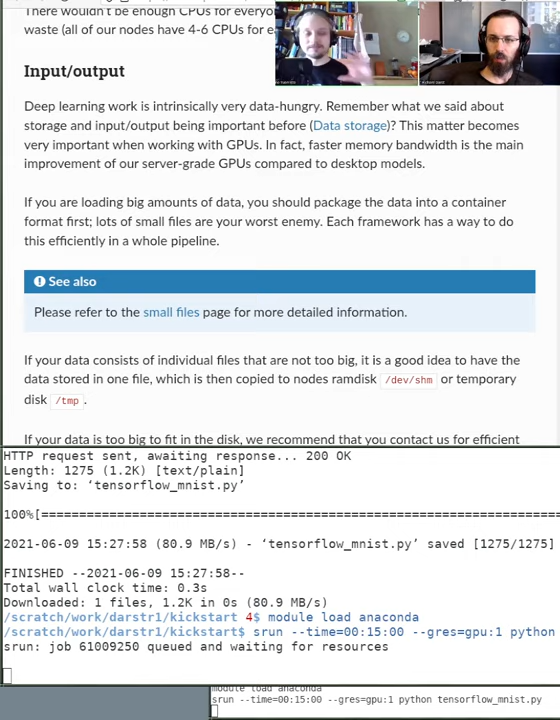 There wouldn't be enough CPUs for everyo
waste (all of our nodes have 4-6 CPUs for e
Input/output
Deep learning work is intrinsically very data-hungry. Remember what we said about
storage and input/output being important before (Data storage)? This matter becomes
very important when working with GPUs. In fact, faster memory bandwidth is the main
improvement of our server-grade GPUs compared to desktop models.
If you are loading big amounts of data, you should package the data into a container
format first; lots of small files are your worst enemy. Each framework has a way to do
this efficiently in a whole pipeline.
See also
Please refer to the small files page for more detailed information.
If your data consists of individual files that are not too big, it is a good idea to have the
data stored in one file, which is then copied to nodes ramdisk /dev/shm or temporary
disk /tmp .
If your data is too big to fit in the disk, we recommend that you contact us for efficient
HTTP request sent, awaiting response... 200 OK
Length: 1275 (1.2K) [text/plain]
Saving to: ‘tensorflow_mnist.py’
100%[==========================================================
2021-06-09 15:27:58 (80.9 MB/s) - ‘tensorflow_mnist.py’ saved [1275/1275]
FINISHED --2021-06-09 15:27:58--
Total wall clock time: 0.3s
Downloaded: 1 files, 1.2K in 0s (80.9 MB/s)
/scratch/work/darstr1/kickstart 4$ module load anaconda
/scratch/work/darstr1/kickstart$ srun --time=00:15:00 --gres=gpu:1 python
srun: job 61009250 queued and waiting for resources
module load anaconda
srun --time=00:15:00 --gres=gpu:1 python tensorflow_mnist.py